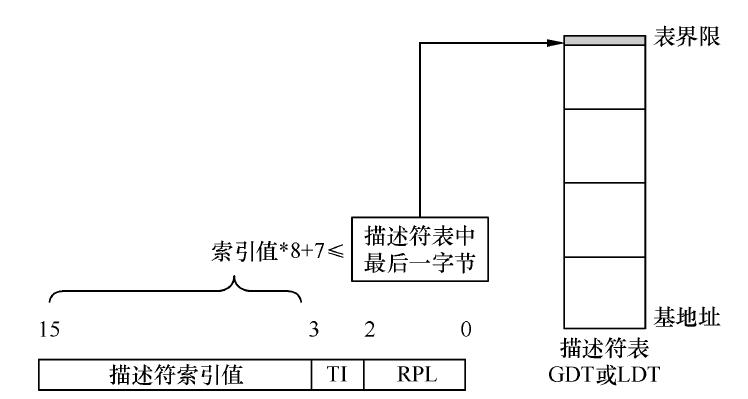 表界限
描述符表中
最后一字节
索引值*8+7≤
基地址
15 3 2 0
描述符表
GDT或LDT
描述符索引值 TI RPL